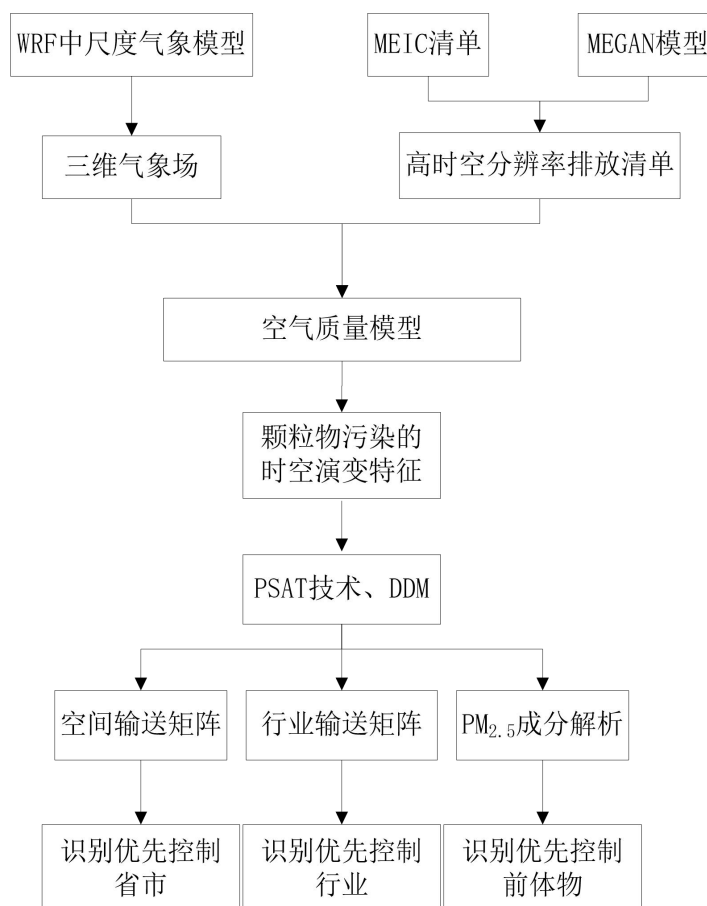 WRF中尺度气象模型
MEIC清单
MEGAN模型
三维气象场
高时空分辨率排放清单
空气质量模型
颗粒物污染的
时空演变特征
PSAT技术、DDM
空间输送矩阵
行业输送矩阵
PM2.5成分解析
识别优先控制
省市
识别优先控制
行业
识别优先控制
前体物